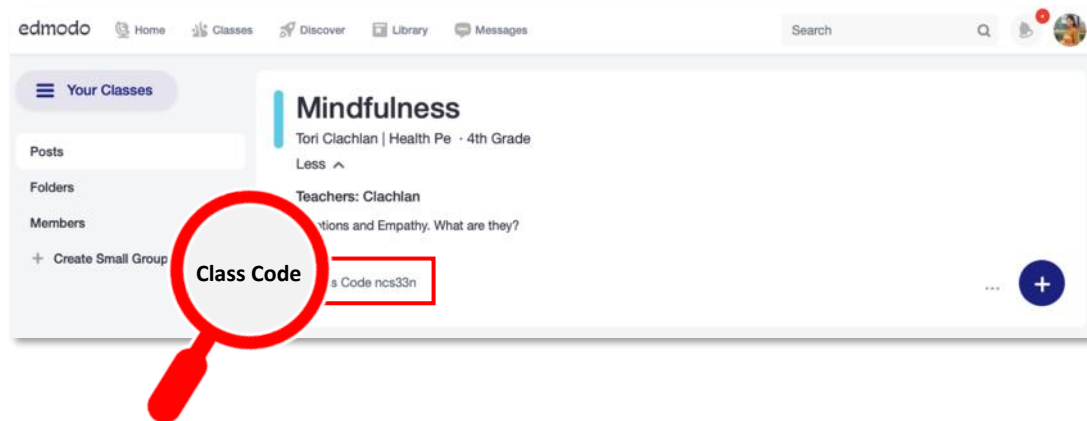 edmodo Home Classes Discover Library Messages Search
Your Classes
Mindfulness
Tori Clachlan | Health Pe · 4th Grade
Posts
Less
Folders
Teachers: Clachlan
Members
and Empathy. What are they?
+ Create Small Group
Class Code
s Code ncs33n
...
+